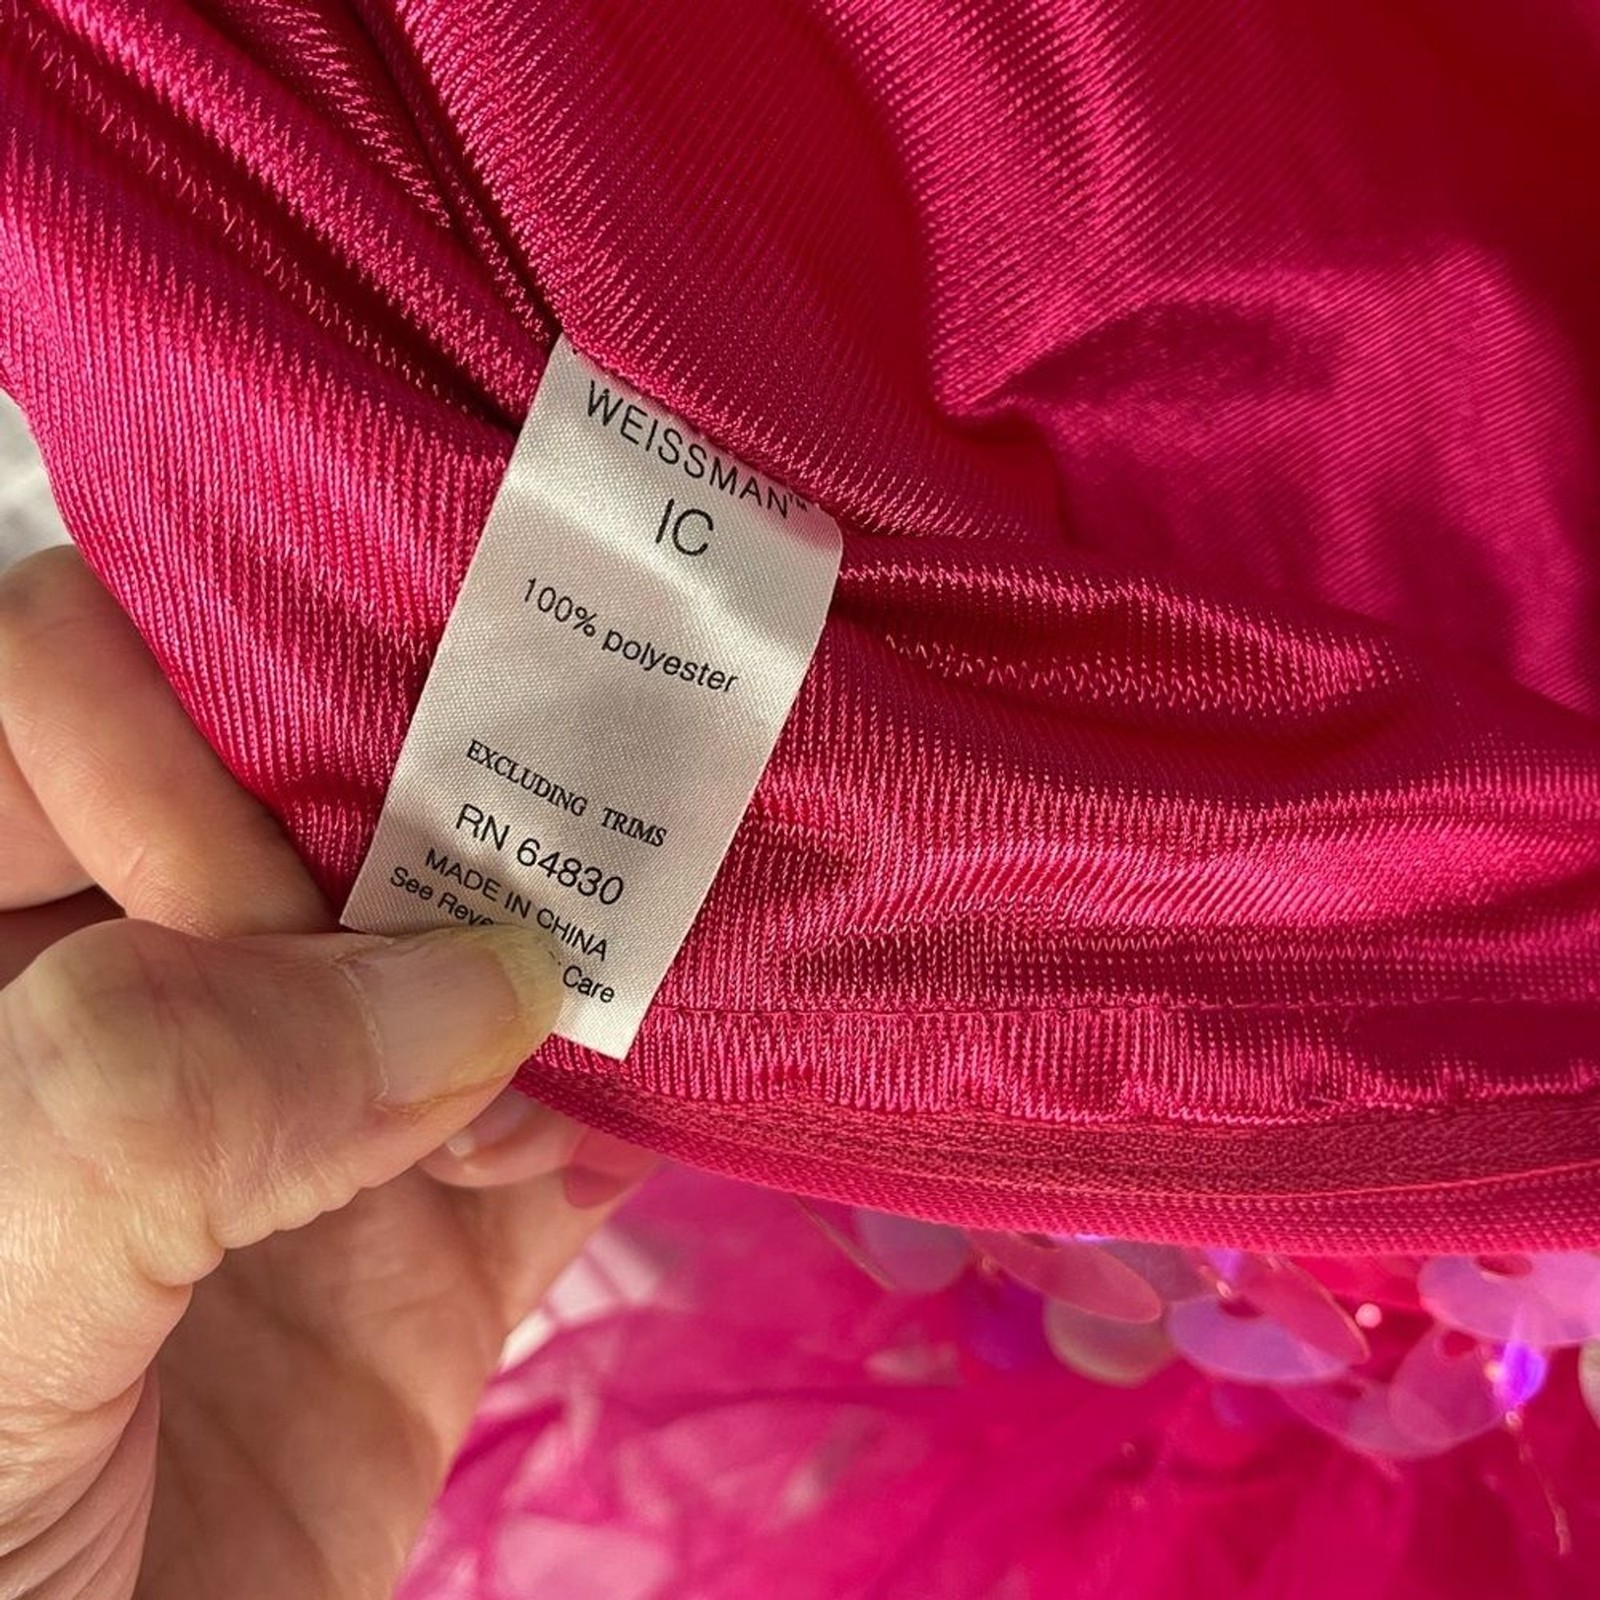 WEISSMAN™
IC
100% polyester
EXCLUDING TRIMS
RN 64830
MADE IN CHINA
See Care